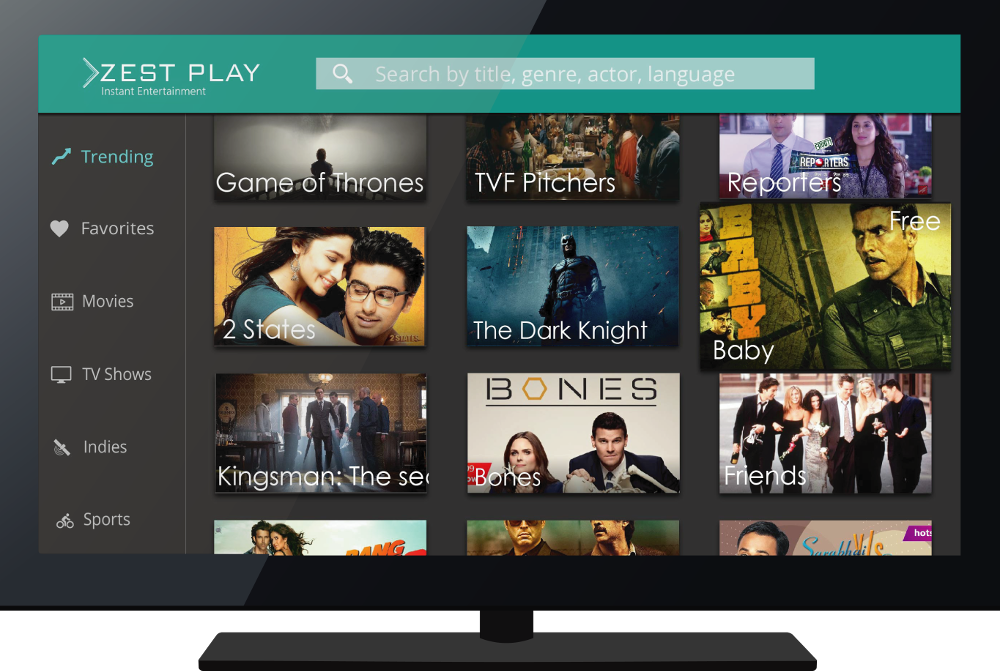 ZEST PLAY
Instant Entertainment
Search by title, genre, actor, language
Trending
Favorites
Movies
TV Shows
Indies
Sports
Game of Thrones
TVF Pitchers
REPORTERS
Reporters
2 STATES
2 States
The Dark Knight
Free
BABY
Baby
Kingsman: The sec
BONES
Bones
Friends
BANG
Sarabhai V/s
hots